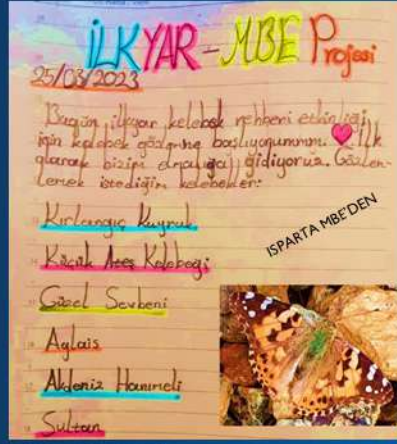 İLKYAR-MBE Projesi
25/03/2023
Bugün ilkyar kelebek rehberi etkinliği
için kelebek gözlemine başlıyorummm. İlk
olarak bizim elmalığa gidiyoruz. Gözlem-
lemek istediğim kelebekler:
Kırlangıç Kuyruk
ISPARTA MBE'DEN
Küçük Ateş Kelebeği
Güzel Sevbeni
Aglais
Akdeniz Hanımeli
Sultan